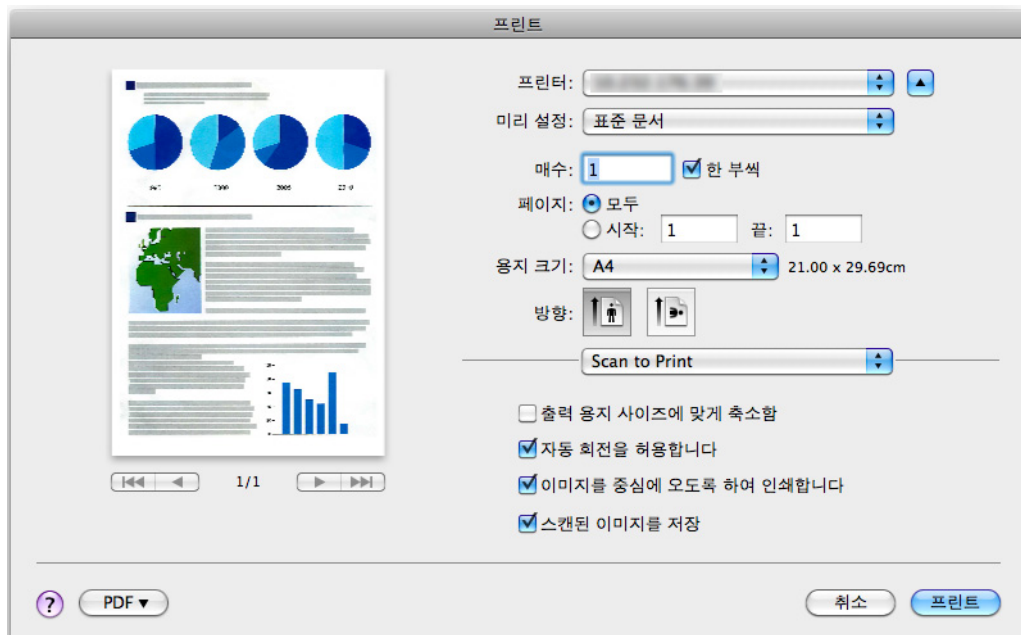 프린트
프린터:
미리 설정: 표준 문서
매수: 1 한 부씩
페이지: 모두
시작: 1 끝: 1
용지 크기: A4 21.00 x 29.69cm
방향:
Scan to Print
출력 용지 사이즈에 맞게 축소함
자동 회전을 허용합니다
이미지를 중심에 오도록 하여 인쇄합니다
스캔된 이미지를 저장
1/1
? PDF 취소 프린트